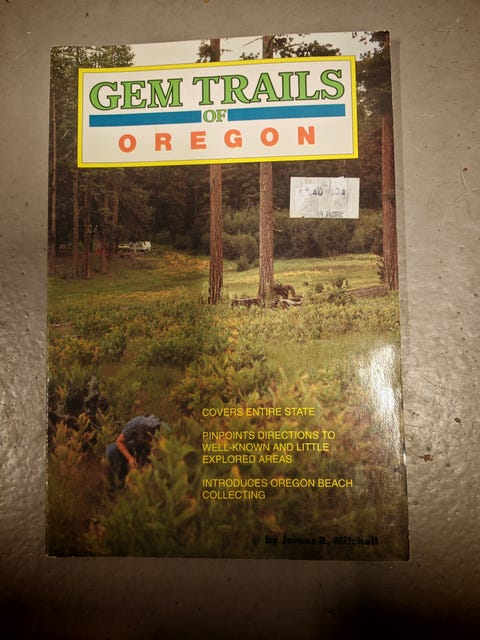 GEM TRAILS
OF
OREGON
COVERS ENTIRE STATE
PINPOINTS DIRECTIONS TO
WELL-KNOWN AND LITTLE
EXPLORED AREAS
INTRODUCES OREGON BEACH
COLLECTING
by James R. Mitchell